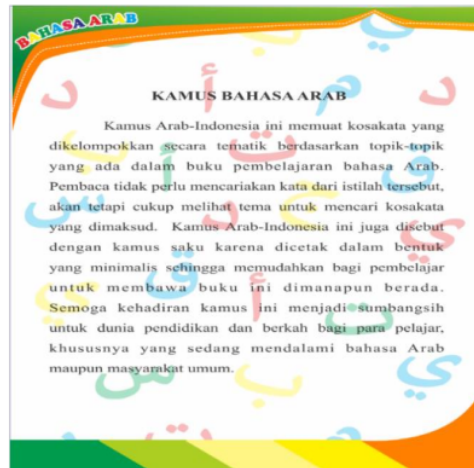 BAHASA ARAB
KAMUS BAHASA ARAB
Kamus Arab-Indonesia ini memuat kosakata yang
dikelompokkan secara tematik berdasarkan topik-topik
yang ada dalam buku pembelajaran bahasa Arab.
Pembaca tidak perlu mencariakan kata dari istilah tersebut,
akan tetapi cukup melihat tema untuk mencari kosakata
yang dimaksud. Kamus Arab-Indonesia ini juga disebut
dengan kamus saku karena dicetak dalam bentuk
yang minimalis sehingga memudahkan bagi pembelajar
untuk membawa buku ini dimanapun berada.
Semoga kehadiran kamus ini menjadi sumbangsih
untuk dunia pendidikan dan berkah bagi para pelajar,
khususnya yang sedang mendalami bahasa Arab
maupun masyarakat umum.